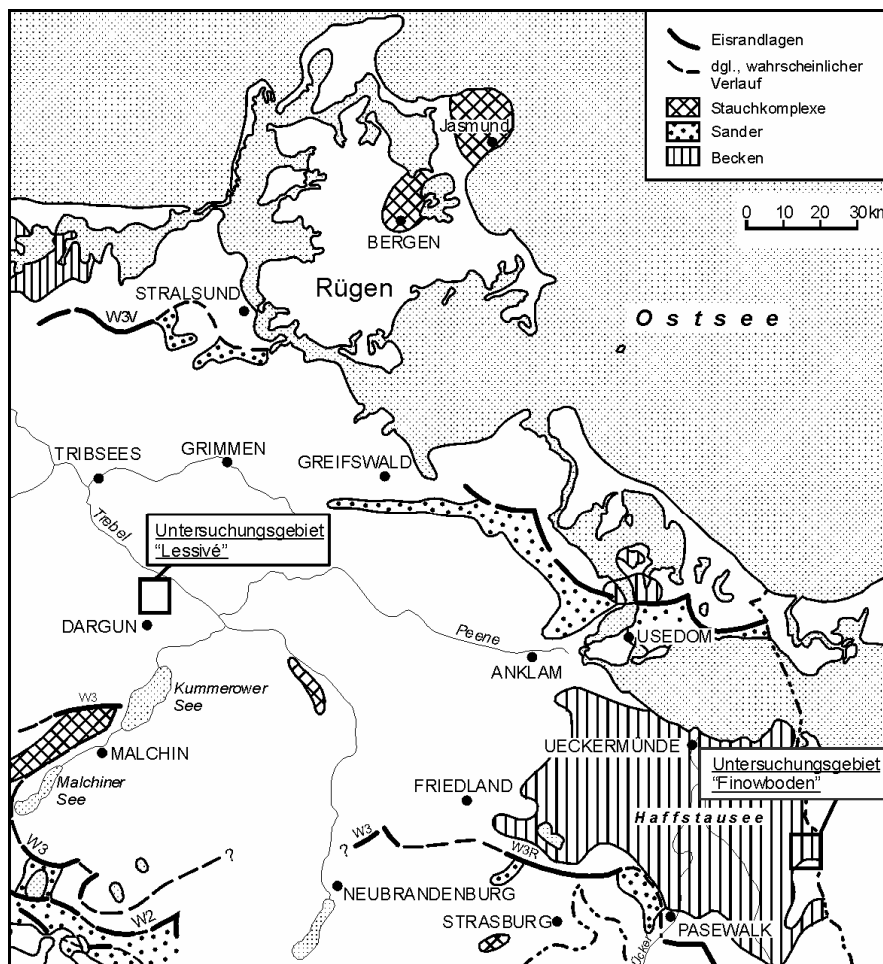 Eisrandlagen
dgl., wahrscheinlicher
Verlauf
Stauchkomplexe
Sander
Becken
0 10 20 30km
Jasmund
BERGEN
Rügen
STRALSUND
W3V
Ostsee
TRIBSEES
GRIMMEN
GREIFSWALD
Trebel
Untersuchungsgebiet
"Lessivé"
DARGUN
Peene
USEDOM
ANKLAM
Kummerower
See
W3
MALCHIN
Malchiner
See
UECKERMÜNDE
Untersuchungsgebiet
"Finowboden"
FRIEDLAND
Haffstausee
W3
?
?
W3
W3R
NEUBRANDENBURG
W2
STRASBURG
PASEWALK
Ücker